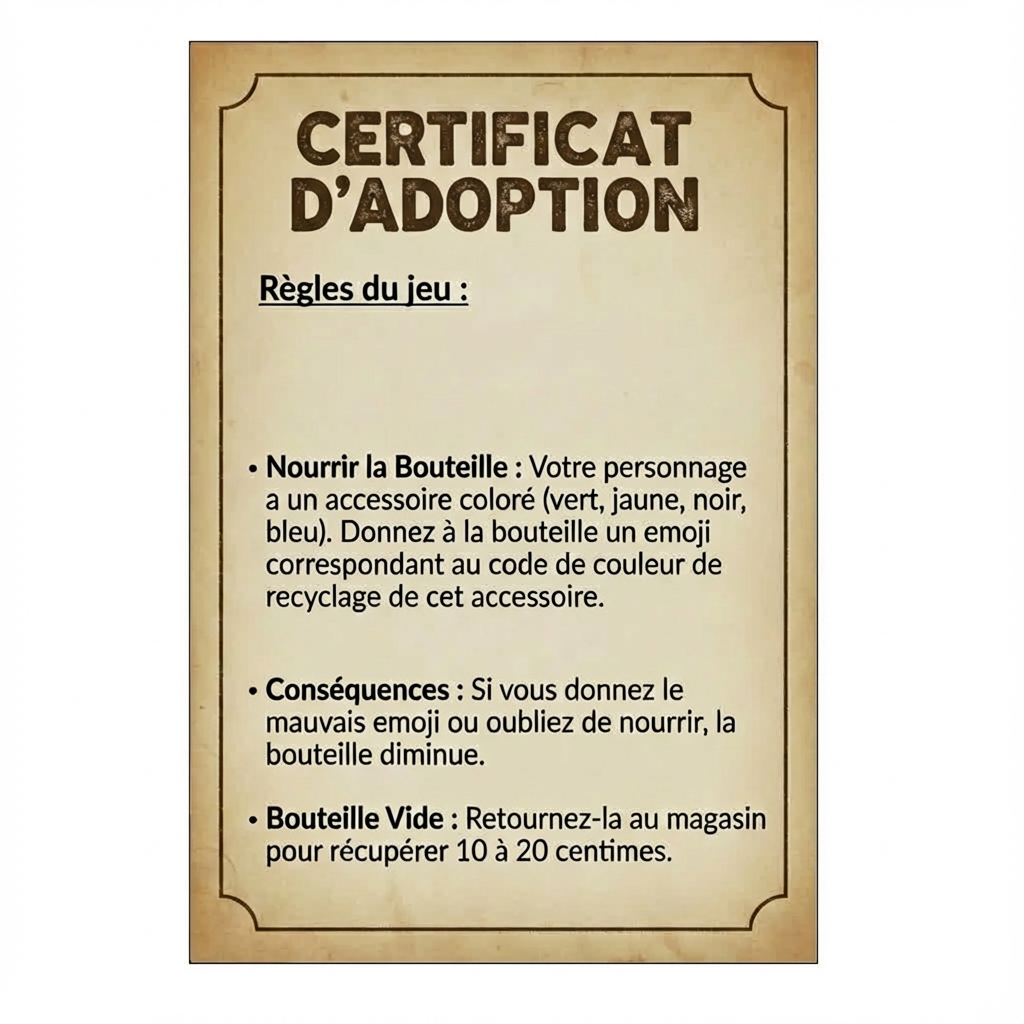 CERTIFICAT
D’ADOPTION
Règles du jeu :
• Nourrir la Bouteille : Votre personnage
a un accessoire coloré (vert, jaune, noir,
bleu). Donnez à la bouteille un emoji
correspondant au code de couleur de
recyclage de cet accessoire.
• Conséquences : Si vous donnez le
mauvais emoji ou oubliez de nourrir, la
bouteille diminue.
• Bouteille Vide : Retournez-la au magasin
pour récupérer 10 à 20 centimes.